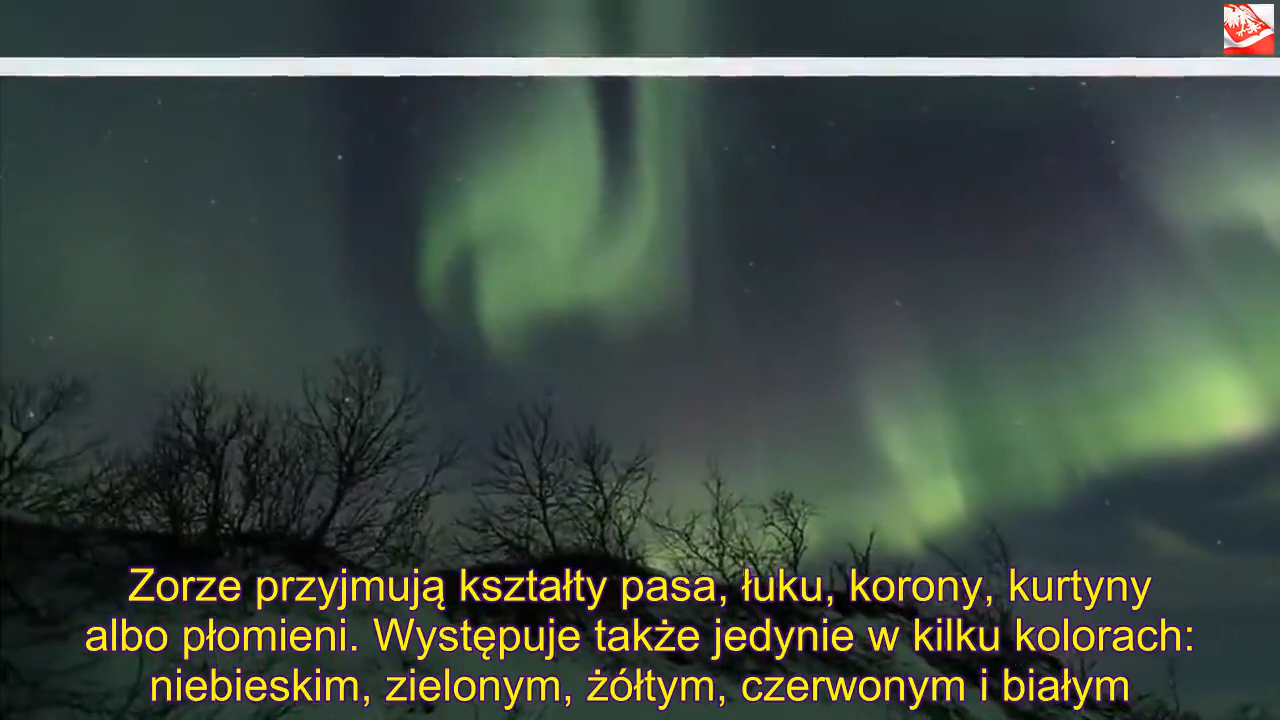 Zorze przyjmują kształty pasa, łuku, korony, kurtyny
albo płomieni. Występuje także jedynie w kilku kolorach:
niebieskim, zielonym, żółtym, czerwonym i białym